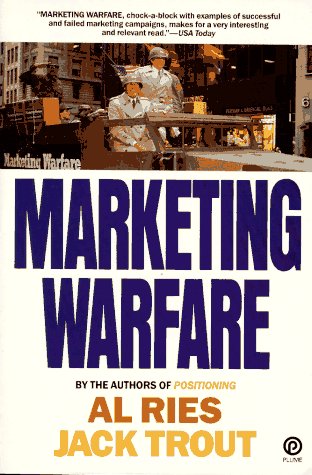 "MARKETING WARFARE, chock-a-block with examples of successful
and failed marketing campaigns, makes for a very interesting
and relevant read."—USA Today
6
Marketing Warfare
MARKETING
WARFARE
BY THE AUTHORS OF POSITIONING
AL RIES
JACK TROUT
PLUME